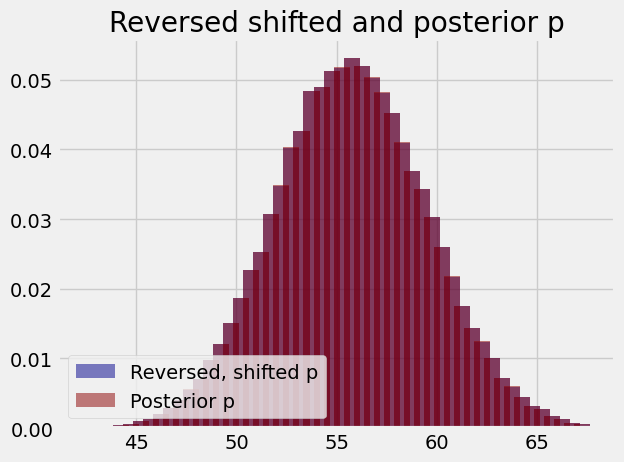 Reversed shifted and posterior p
0.05
0.04
0.03
0.02
0.01
0.00
Reversed, shifted p
Posterior p
45 50 55 60 65